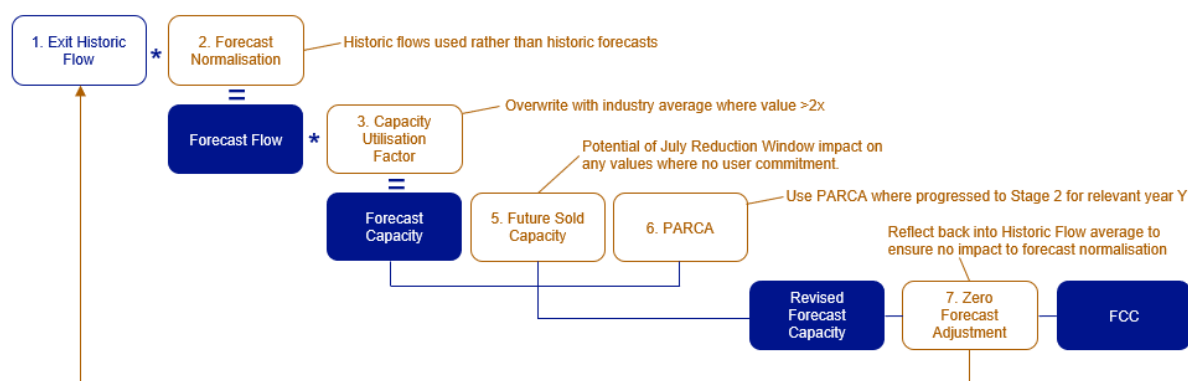 1. Exit Historic
Flow
*
2. Forecast
Normalisation
Historic flows used rather than historic forecasts
=
Forecast Flow
*
3. Capacity
Utilisation
Factor
Overwrite with industry average where value >2x
=
Forecast
Capacity
5. Future Sold
Capacity
Potential of July Reduction Window impact on
any values where no user commitment.
6. PARCA
Use PARCA where progressed to Stage 2 for relevant year Y
Revised
Forecast
Capacity
7. Zero
Forecast
Adjustment
Reflect back into Historic Flow average to
ensure no impact to forecast normalisation
FCC